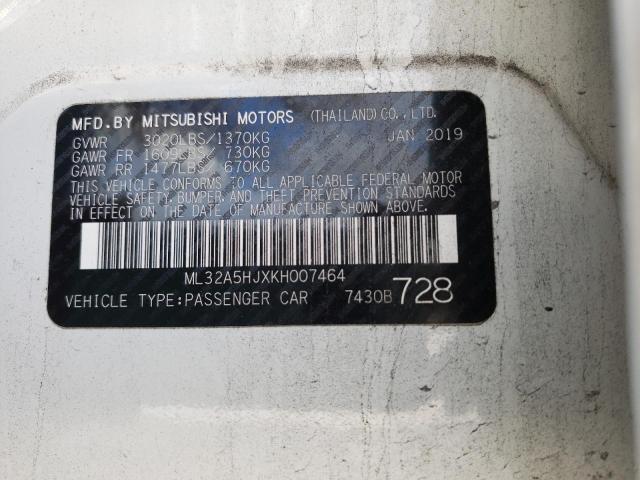 MFD.BY MITSUBISHI MOTORS (THAILAND)CO.,LTD.
GVWR 3020LBS/1370KG JAN 2019
GAWR FR 1609LBS/ 730KG
GAWR RR 1477LBS/ 670KG
THIS VEHICLE CONFORMS TO ALL APPLICABLE FEDERAL MOTOR
VEHICLE SAFETY, BUMPER, AND THEFT PREVENTION STANDARDS
IN EFFECT ON THE DATE OF MANUFACTURE SHOWN ABOVE.
ML32A5HJXKH007464
VEHICLE TYPE:PASSENGER CAR 7430B 728